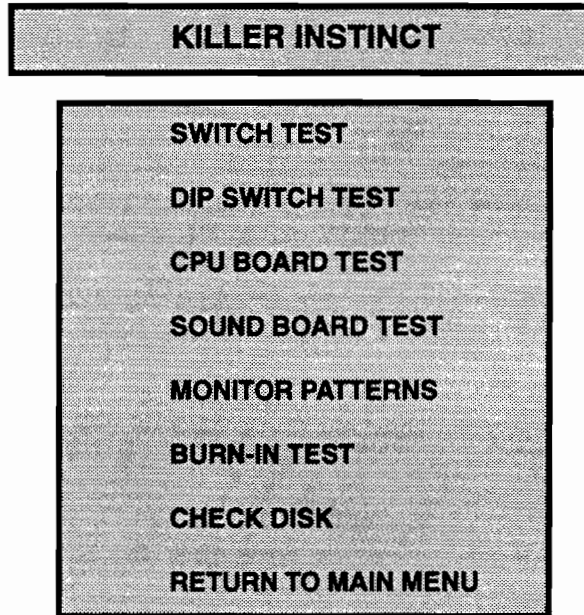 KILLER INSTINCT
SWITCH TEST
DIP SWITCH TEST
CPU BOARD TEST
SOUND BOARD TEST
MONITOR PATTERNS
BURN-IN TEST
CHECK DISK
RETURN TO MAIN MENU